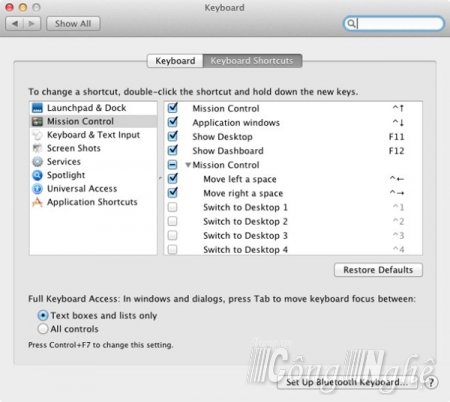 Keyboard
Show All
Keyboard Keyboard Shortcuts
To change a shortcut, double-click the shortcut and hold down the new keys.
Launchpad & Dock
Mission Control
Keyboard & Text Input
Screen Shots
Services
Spotlight
Universal Access
Application Shortcuts
Mission Control ^↑
Application windows ^↓
Show Desktop F11
Show Dashboard F12
Mission Control
Move left a space ^←
Move right a space ^→
Switch to Desktop 1 ^1
Switch to Desktop 2 ^2
Switch to Desktop 3 ^3
Switch to Desktop 4 ^4
Restore Defaults
Full Keyboard Access: In windows and dialogs, press Tab to move keyboard focus between:
Text boxes and lists only
All controls
Press Control+F7 to change this setting.
Công Nghệ
Set Up Bluetooth Keyboard... ?